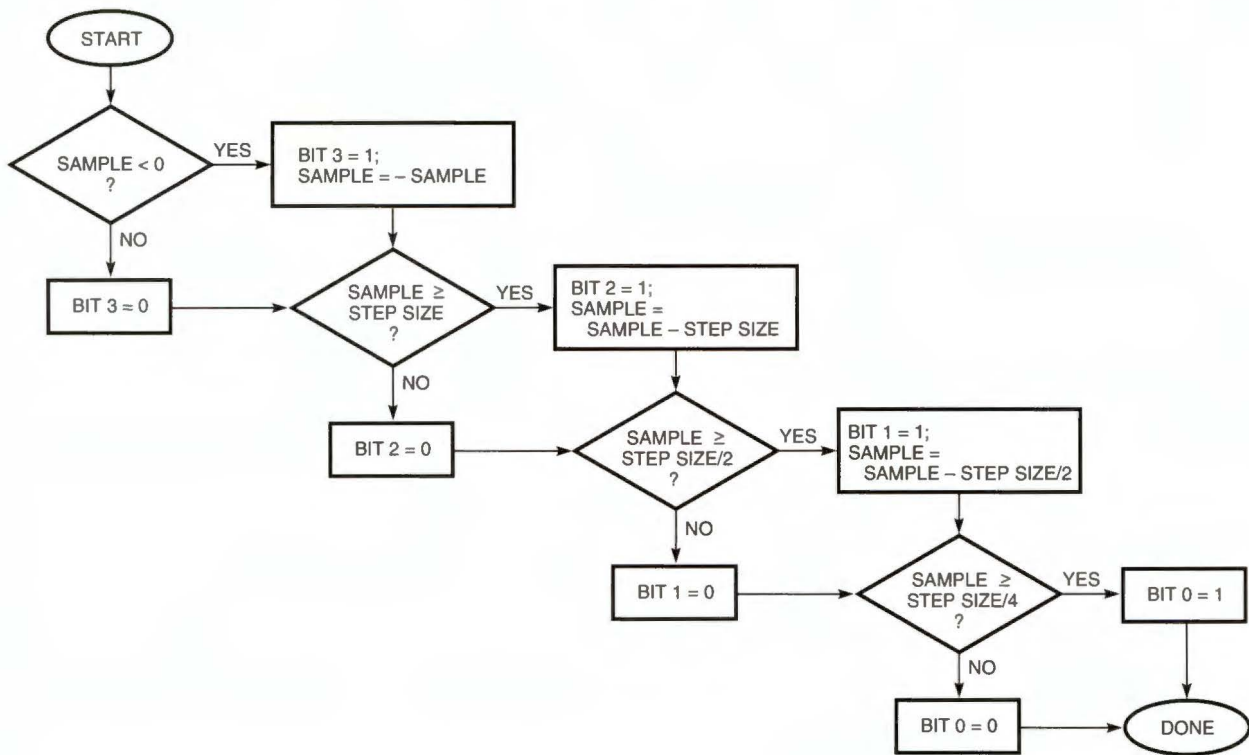 START
SAMPLE < 0
?
YES
BIT 3 = 1;
SAMPLE = – SAMPLE
NO
BIT 3 = 0
SAMPLE ≥
STEP SIZE
?
YES
BIT 2 = 1;
SAMPLE =
SAMPLE – STEP SIZE
NO
BIT 2 = 0
SAMPLE ≥
STEP SIZE/2
?
YES
BIT 1 = 1;
SAMPLE =
SAMPLE – STEP SIZE/2
NO
BIT 1 = 0
SAMPLE ≥
STEP SIZE/4
?
YES
BIT 0 = 1
NO
BIT 0 = 0
DONE